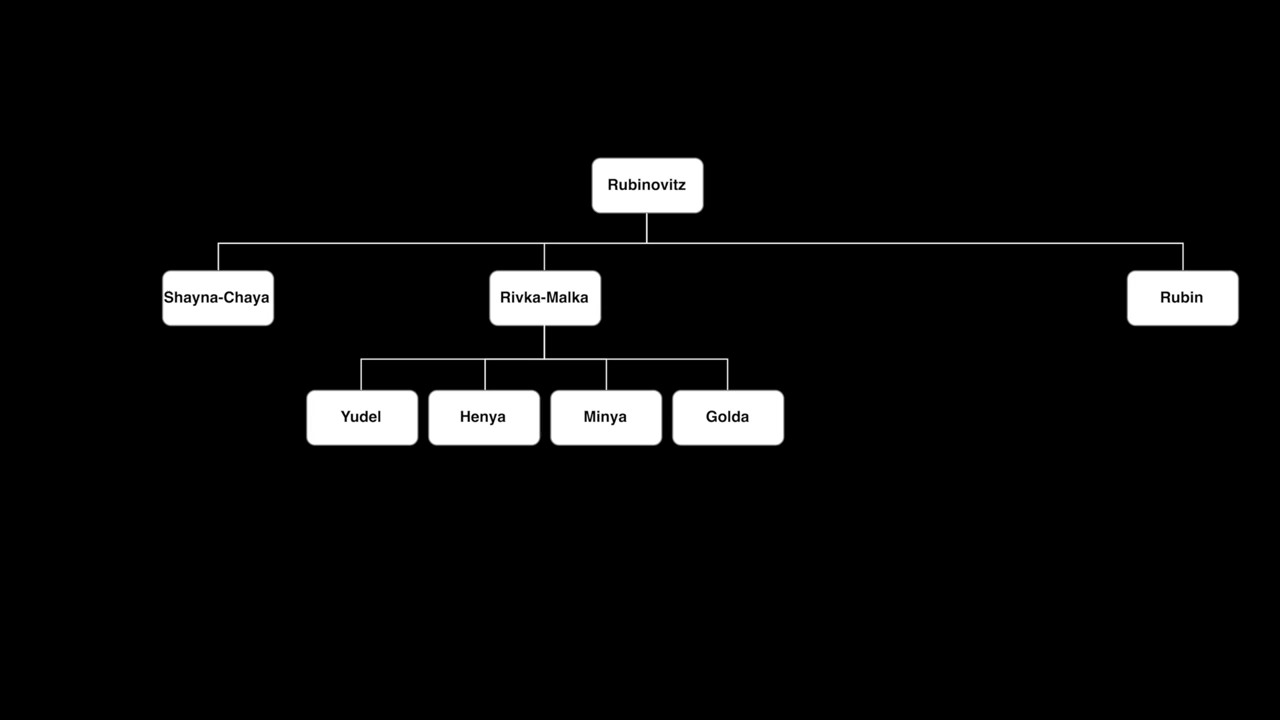 Rubinovitz
Shayna-Chaya
Rivka-Malka
Rubin
Yudel
Henya
Minya
Golda